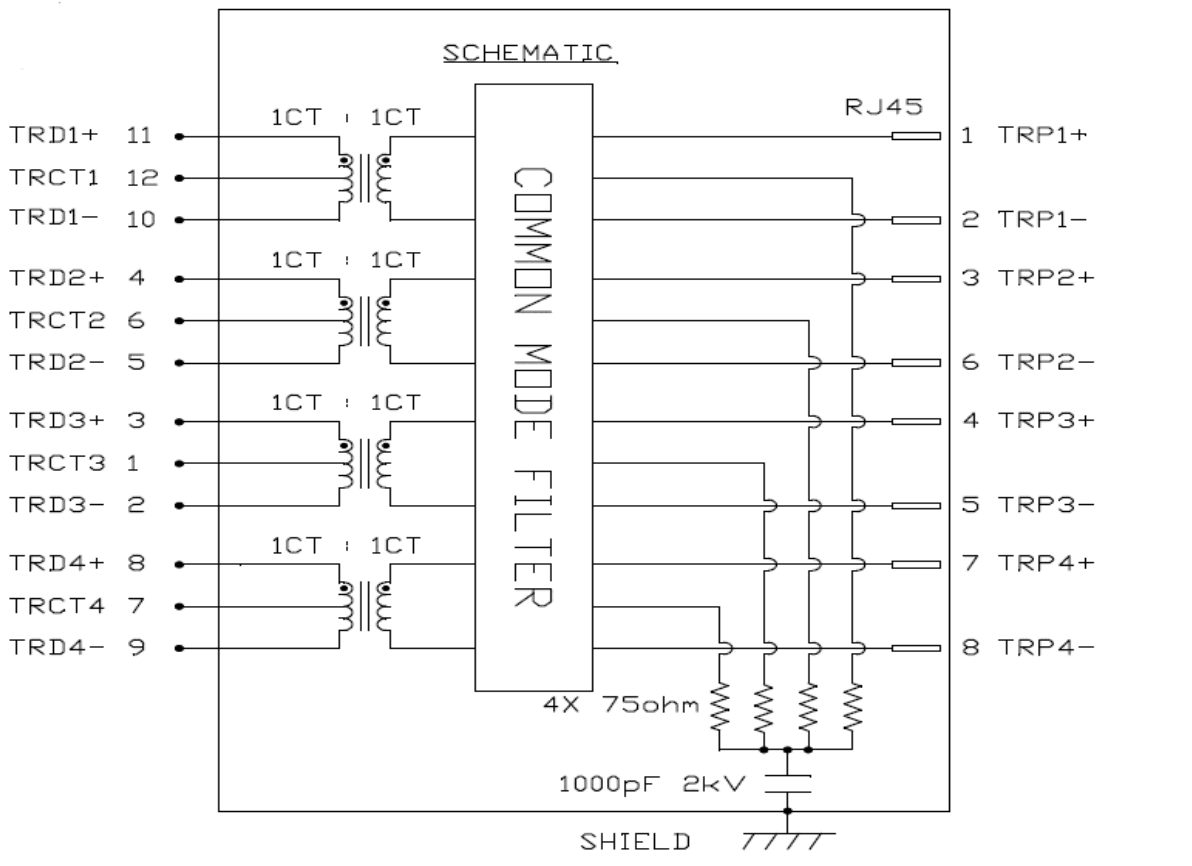 SCHEMATIC
RJ45
1CT : 1CT
TRD1+ 11
TRCT1 12
TRD1- 10
1 TRP1+
2 TRP1-
1CT : 1CT
TRD2+ 4
TRCT2 6
TRD2- 5
3 TRP2+
6 TRP2-
1CT : 1CT
TRD3+ 3
TRCT3 1
TRD3- 2
4 TRP3+
5 TRP3-
1CT : 1CT
TRD4+ 8
TRCT4 7
TRD4- 9
7 TRP4+
8 TRP4-
COMMON MODE FILTER
4X 75ohm
1000pF 2kV
SHIELD